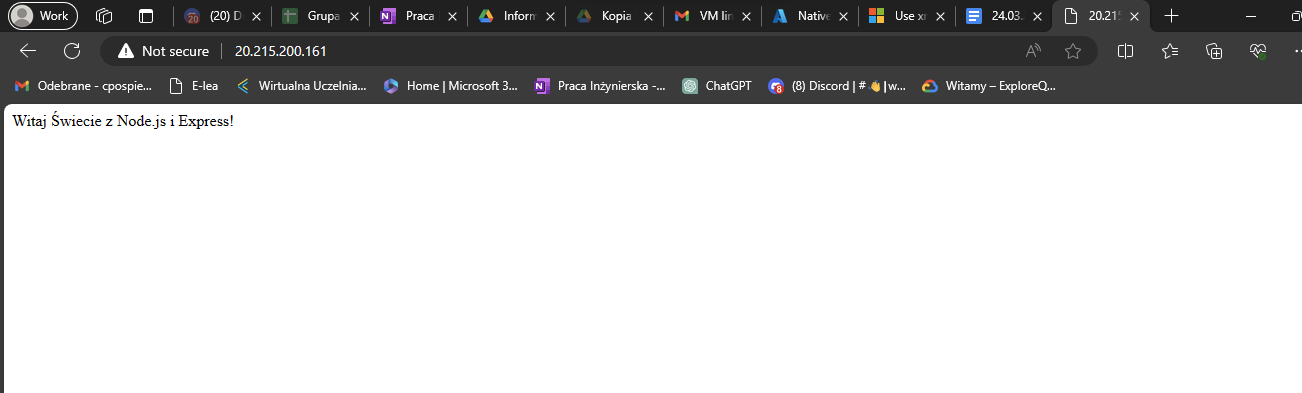 Work (20) D Grupa Praca Inform Kopia VM lin Native Use xr 24.03. 20.215
Not secure 20.215.200.161
Odebrane - cpospie... E-lea Wirtualna Uczelnia... Home | Microsoft 3... Praca Inżynierska -... ChatGPT (8) Discord | #👋|w... Witamy – ExploreQ...
Witaj Świecie z Node.js i Express!